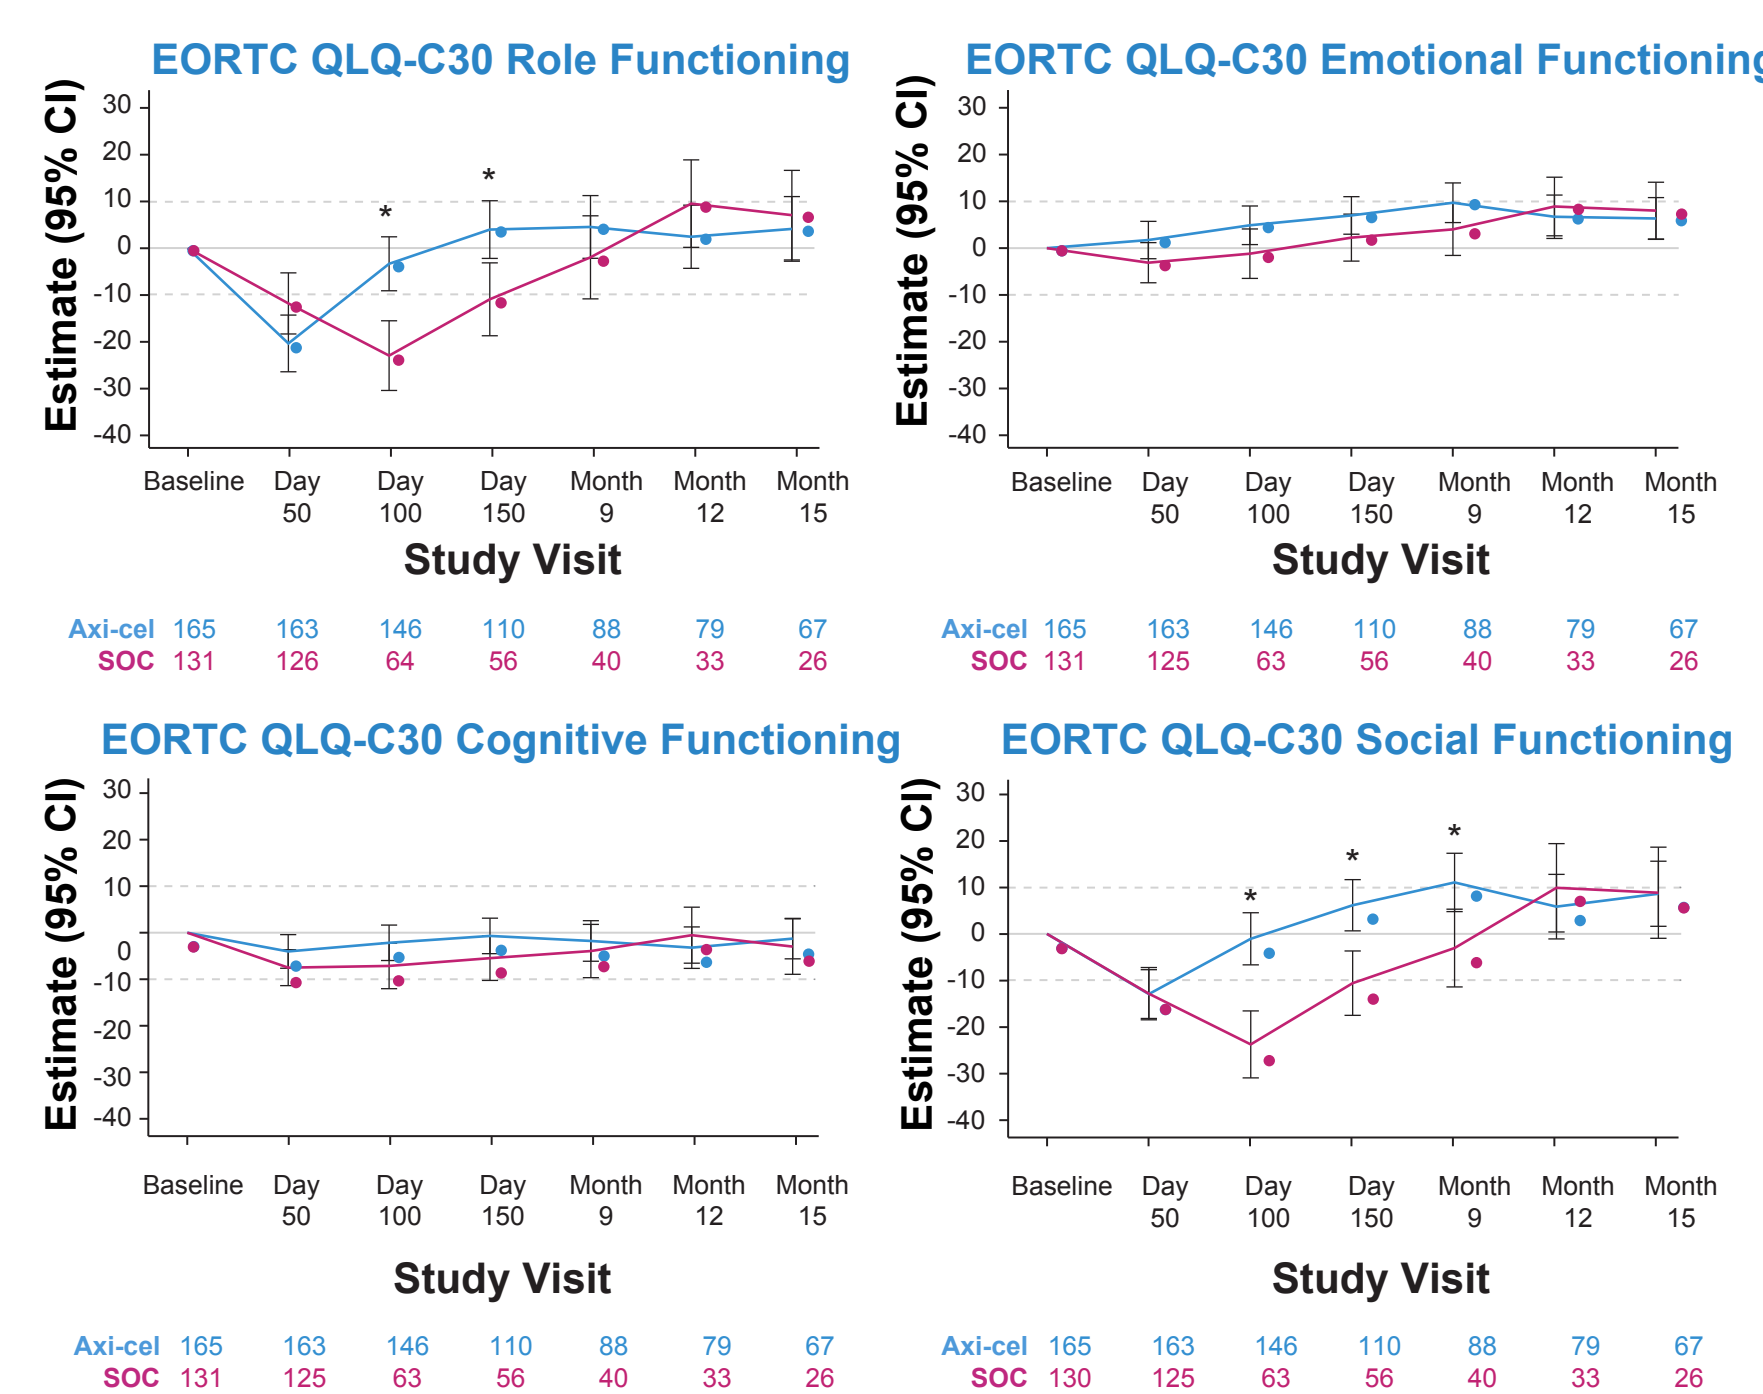 EORTC QLQ-C30 Role Functioning
Estimate (95% CI)
30
20
10
0
-10
-20
-30
-40
*
*
Baseline Day 50 Day 100 Day 150 Month 9 Month 12 Month 15
Study Visit
Axi-cel 165 163 146 110 88 79 67
SOC 131 126 64 56 40 33 26
EORTC QLQ-C30 Emotional Functioning
Estimate (95% CI)
30
20
10
0
-10
-20
-30
-40
Baseline Day 50 Day 100 Day 150 Month 9 Month 12 Month 15
Study Visit
Axi-cel 165 163 146 110 88 79 67
SOC 131 125 63 56 40 33 26
EORTC QLQ-C30 Cognitive Functioning
Estimate (95% CI)
30
20
10
0
-10
-20
-30
-40
Baseline Day 50 Day 100 Day 150 Month 9 Month 12 Month 15
Study Visit
Axi-cel 165 163 146 110 88 79 67
SOC 131 125 63 56 40 33 26
EORTC QLQ-C30 Social Functioning
Estimate (95% CI)
30
20
10
0
-10
-20
-30
-40
*
*
*
Baseline Day 50 Day 100 Day 150 Month 9 Month 12 Month 15
Study Visit
Axi-cel 165 163 146 110 88 79 67
SOC 130 125 63 56 40 33 26